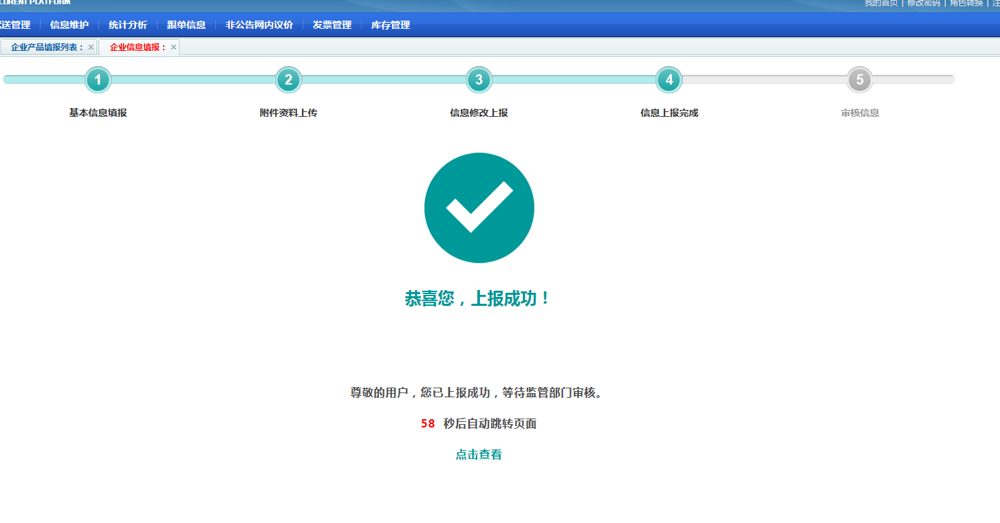 PLATFORM
我的首页 | 修改密码 | 角色转换 |
送管理 信息维护 统计分析 跟单信息 非公告网内议价 发票管理 库存管理
企业产品填报列表： × 企业信息填报： ×
1 2 3 4 5
基本信息填报 附件资料上传 信息修改上报 信息上报完成 审核信息
恭喜您，上报成功！
尊敬的用户，您已上报成功，等待监管部门审核。
58 秒后自动跳转页面
点击查看